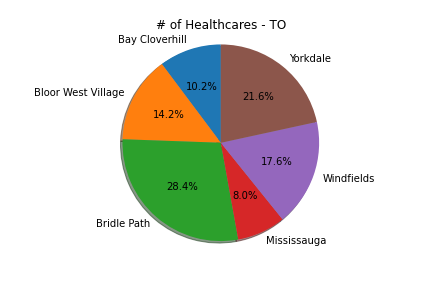 # of Healthcares - TO
Bay Cloverhill
10.2%
Bloor West Village
14.2%
Bridle Path
28.4%
Mississauga
8.0%
Windfields
17.6%
Yorkdale
21.6%